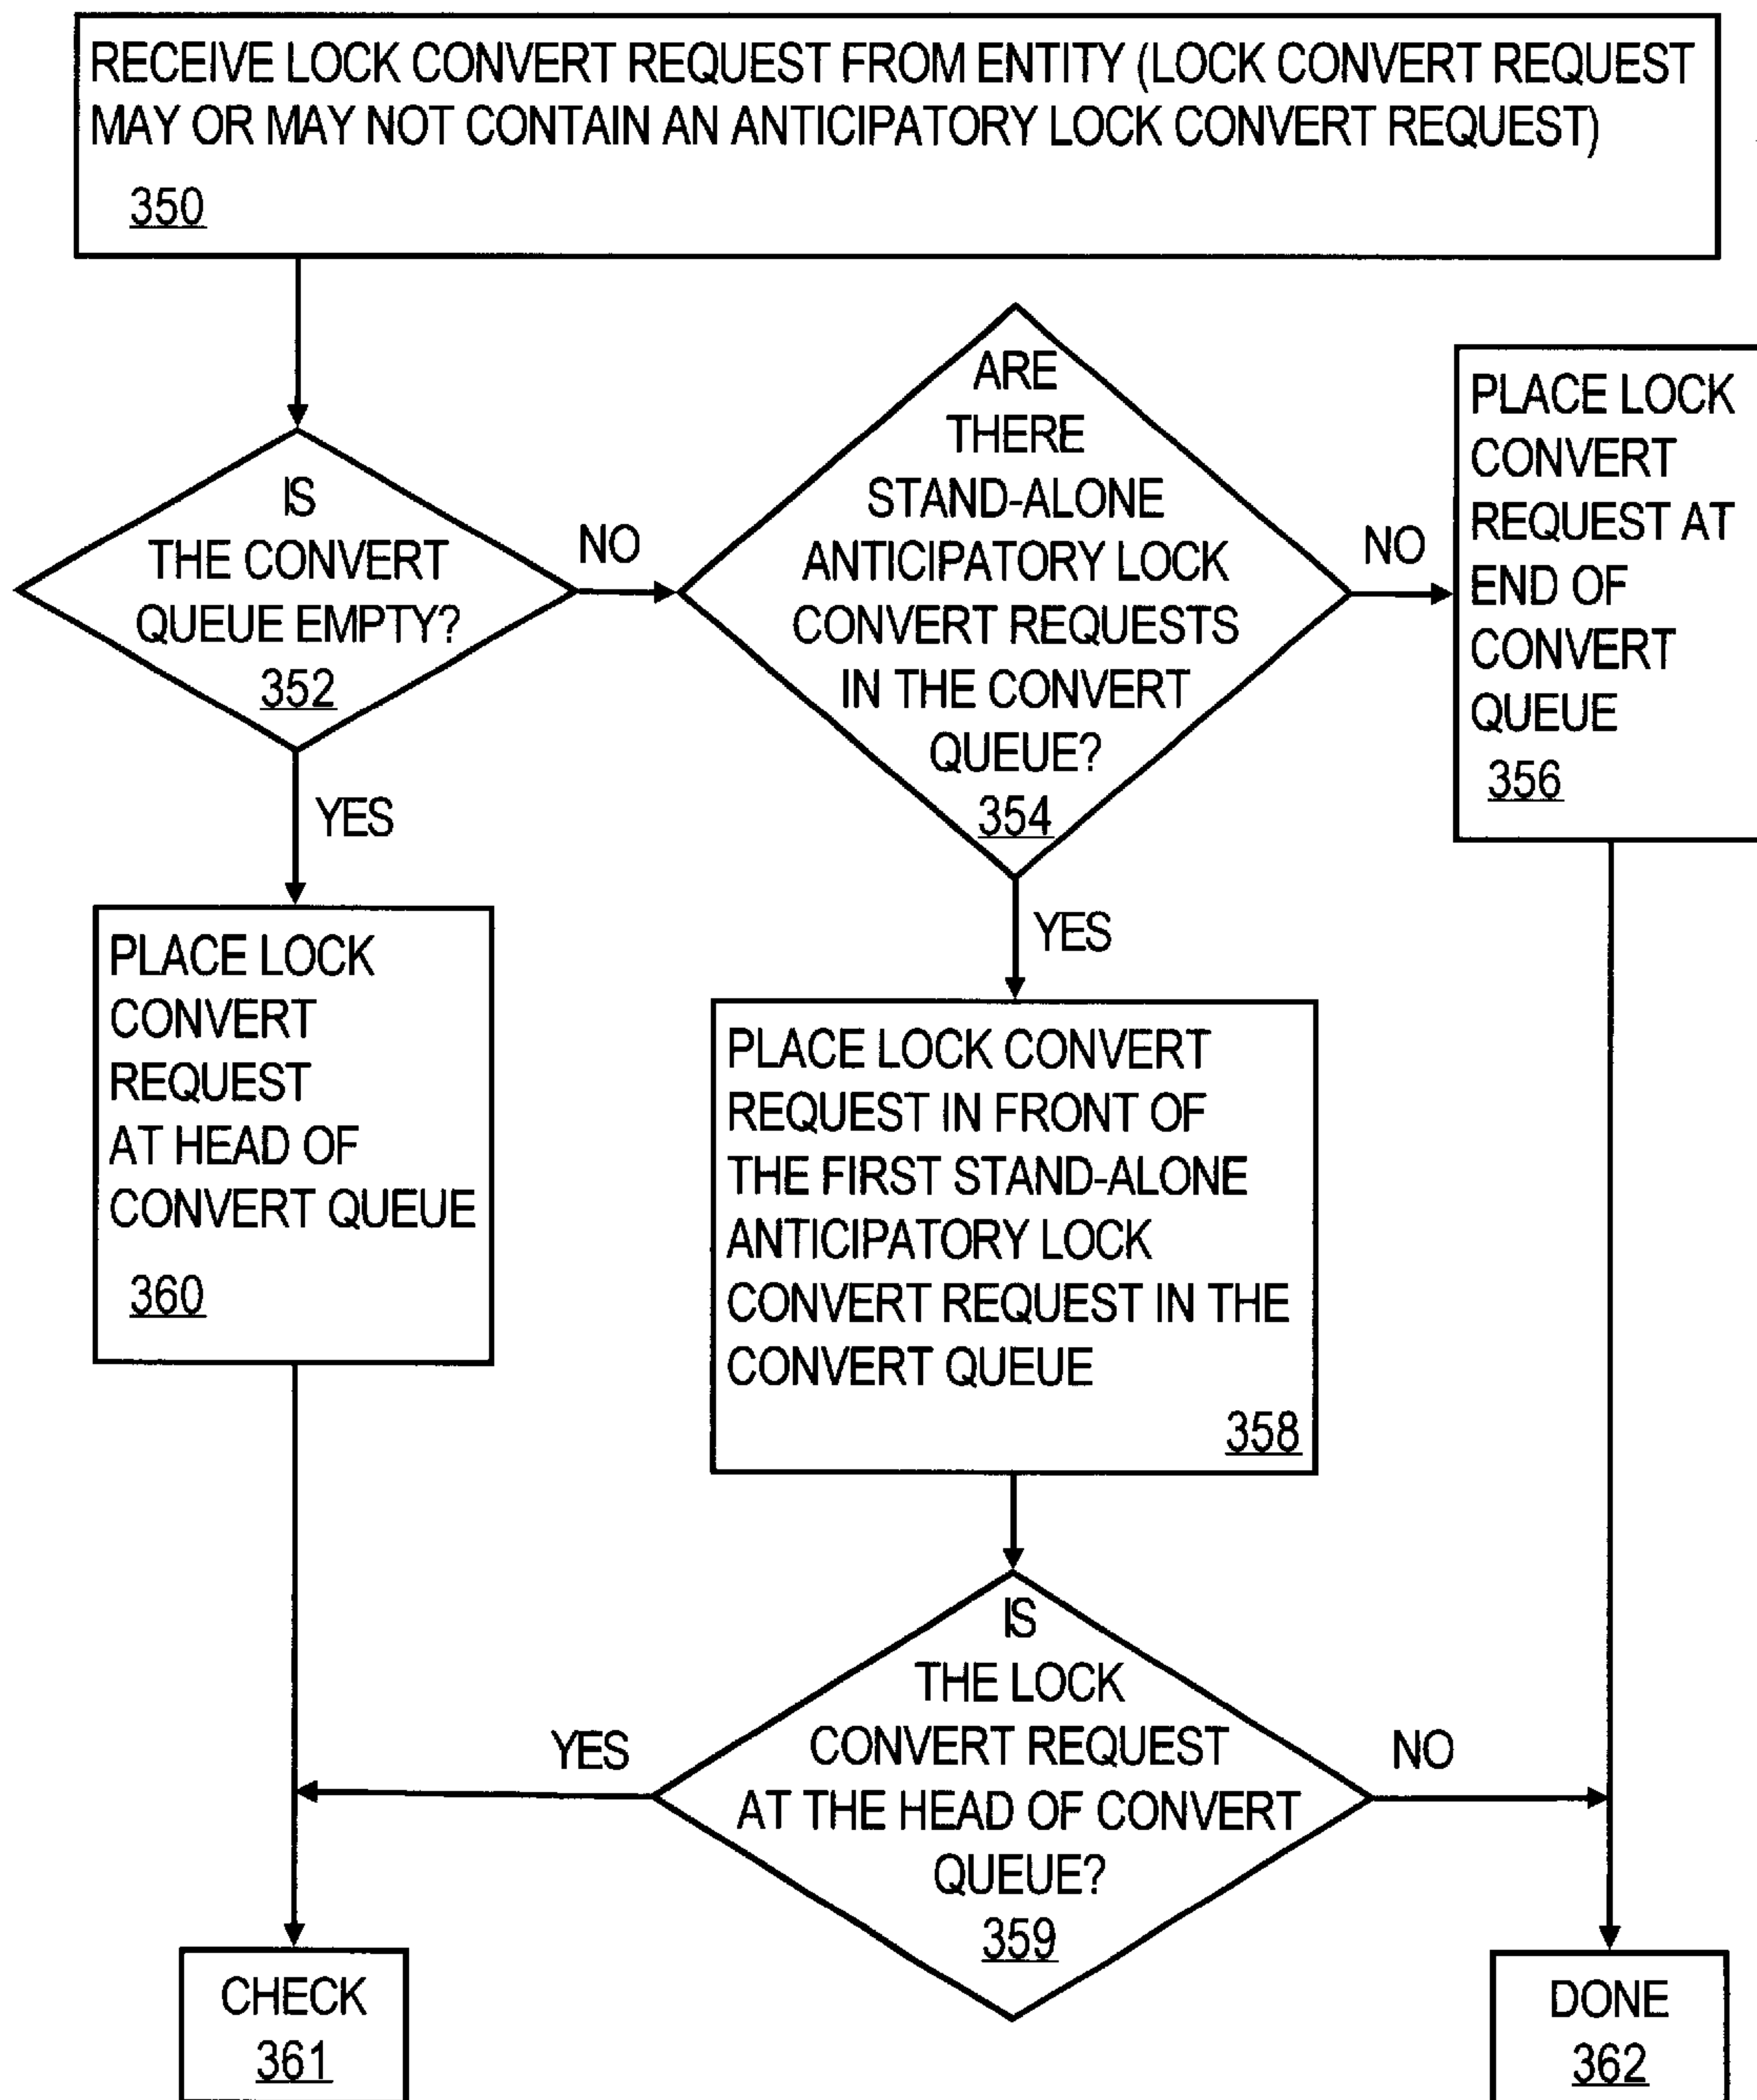 RECEIVE LOCK CONVERT REQUEST FROM ENTITY (LOCK CONVERT REQUEST
MAY OR MAY NOT CONTAIN AN ANTICIPATORY LOCK CONVERT REQUEST)
350
IS
THE CONVERT
QUEUE EMPTY?
352
NO
ARE
THERE
STAND-ALONE
ANTICIPATORY LOCK
CONVERT REQUESTS
IN THE CONVERT
QUEUE?
354
NO
PLACE LOCK
CONVERT
REQUEST AT
END OF
CONVERT
QUEUE
356
YES
YES
PLACE LOCK
CONVERT
REQUEST
AT HEAD OF
CONVERT QUEUE
360
PLACE LOCK CONVERT
REQUEST IN FRONT OF
THE FIRST STAND-ALONE
ANTICIPATORY LOCK
CONVERT REQUEST IN THE
CONVERT QUEUE
358
IS
THE LOCK
CONVERT REQUEST
AT THE HEAD OF CONVERT
QUEUE?
359
YES
NO
CHECK
361
DONE
362